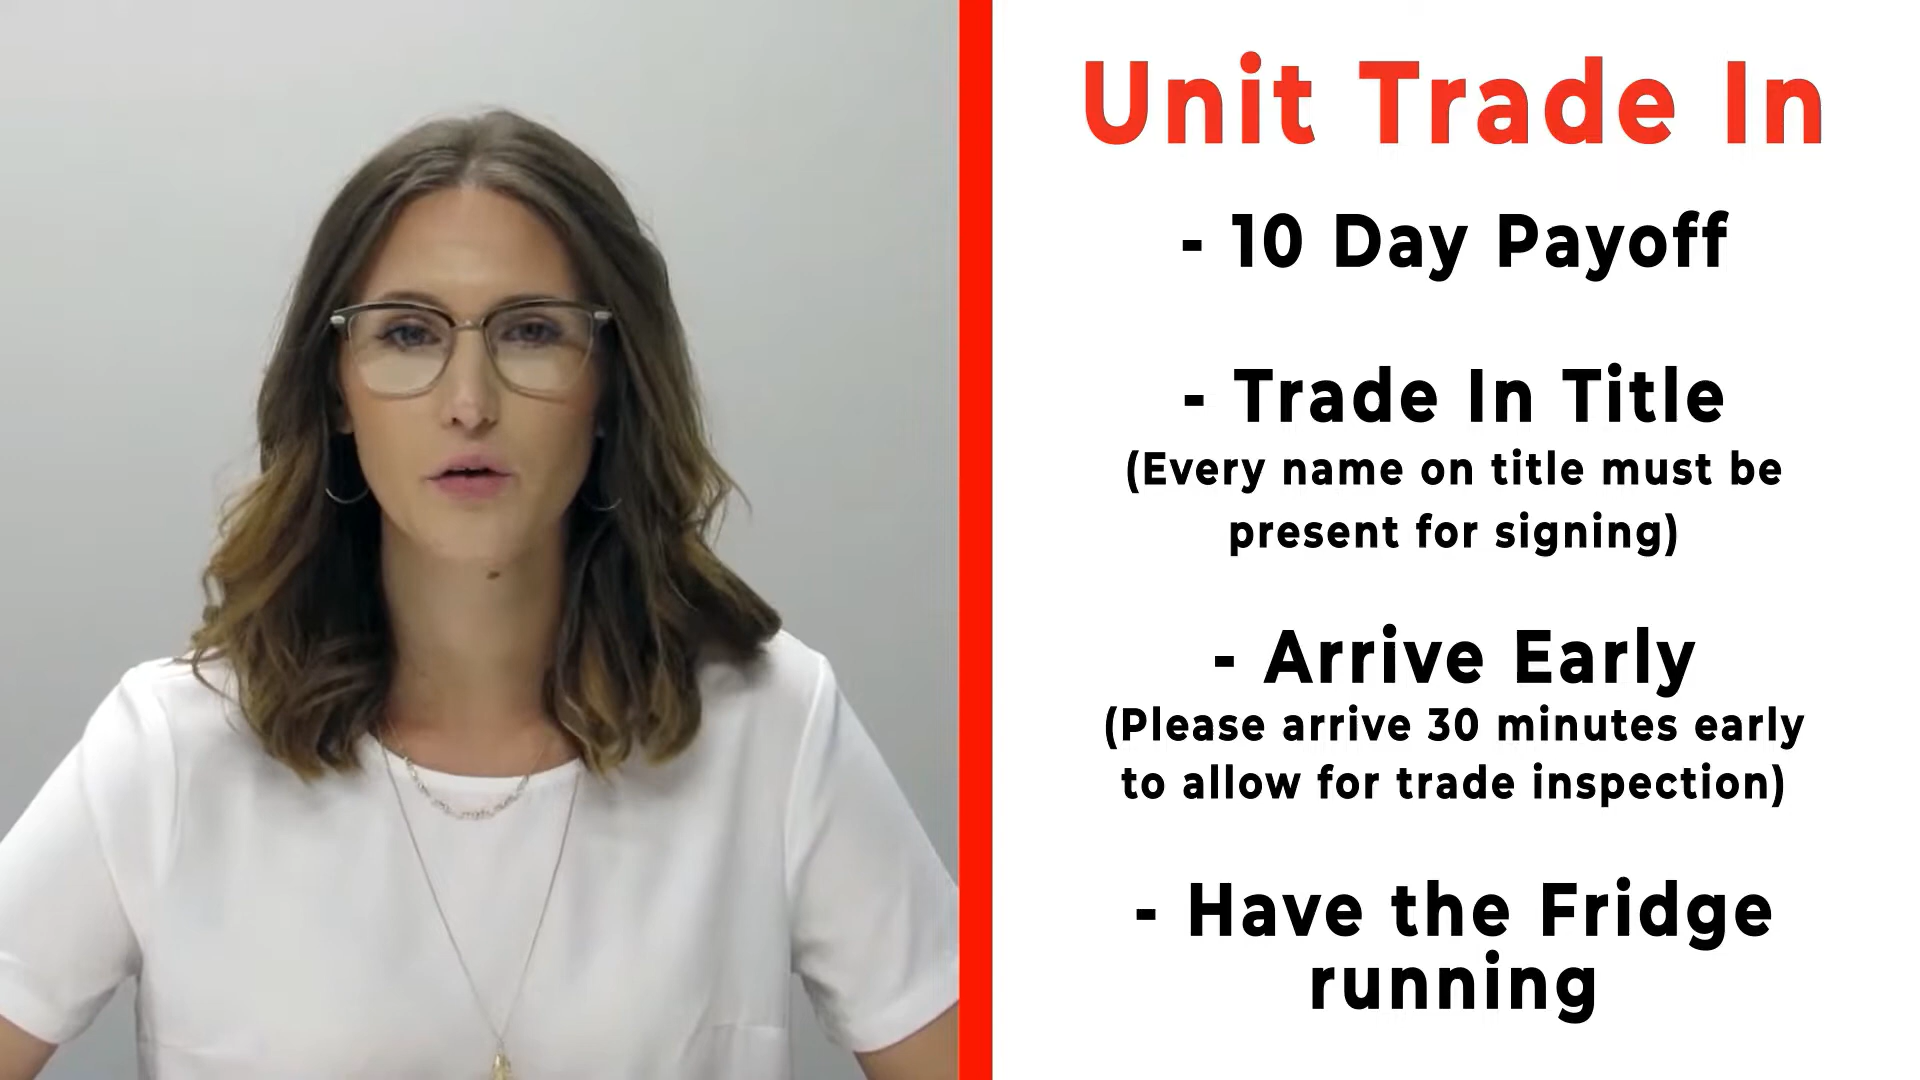 Unit Trade In
- 10 Day Payoff
- Trade In Title
(Every name on title must be
present for signing)
- Arrive Early
(Please arrive 30 minutes early
to allow for trade inspection)
- Have the Fridge
running